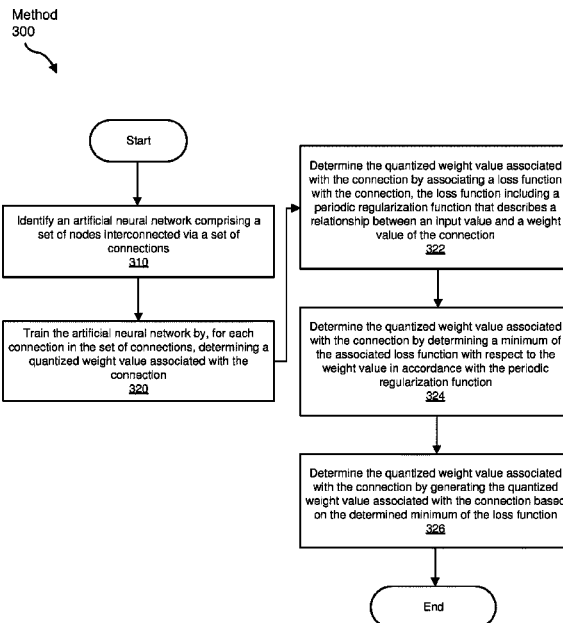 Method
300
Start
Identify an artificial neural network comprising a
set of nodes interconnected via a set of
connections
310
Train the artificial neural network by, for each
connection in the set of connections, determining a
quantized weight value associated with the
connection
320
Determine the quantized weight value associated
with the connection by associating a loss function
with the connection, the loss function including a
periodic regularization function that describes a
relationship between an input value and a weight
value of the connection
322
Determine the quantized weight value associated
with the connection by determining a minimum of
the associated loss function with respect to the
weight value in accordance with the periodic
regularization function
324
Determine the quantized weight value associated
with the connection by generating the quantized
weight value associated with the connection based
on the determined minimum of the loss function
326
End